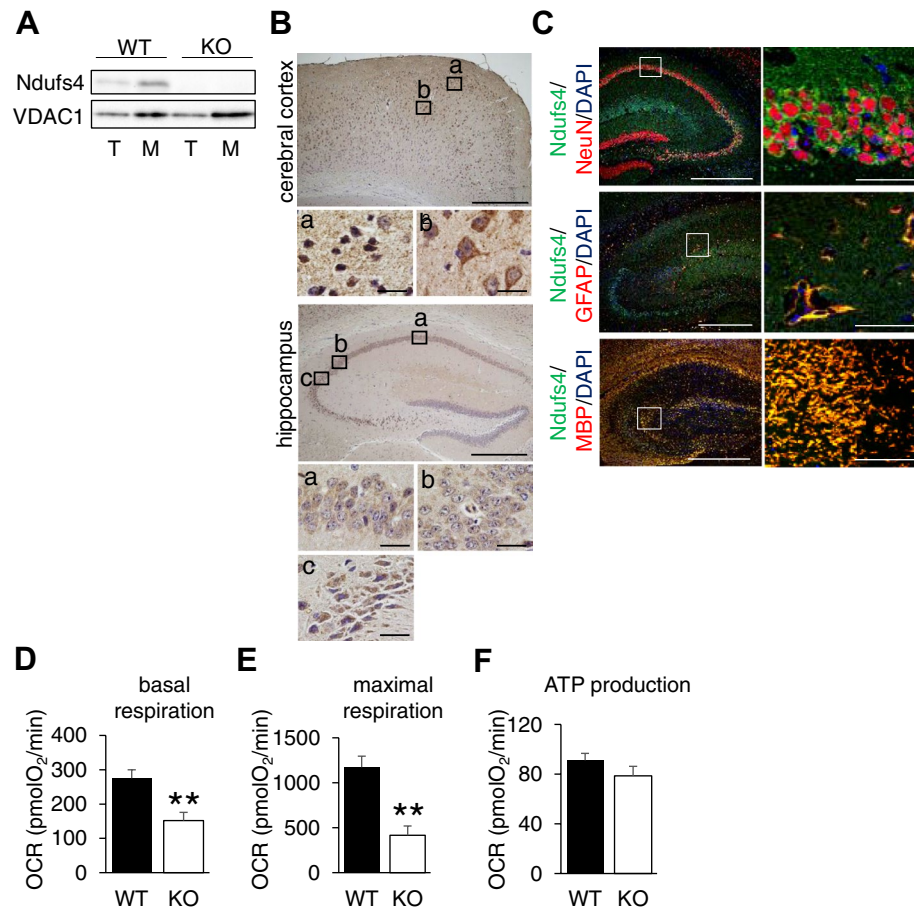 A
WT KO
Ndufs4
VDAC1
T M T M
B
cerebral cortex
a
b
a
b
hippocampus
a
b
c
a
b
c
C
Ndufs4/
NeuN/DAPI
Ndufs4/
GFAP/DAPI
Ndufs4/
MBP/DAPI
D
basal
respiration
OCR (pmolO₂/min)
400
300
200
100
0
**
WT KO
E
maximal
respiration
OCR (pmolO₂/min)
1500
1000
500
0
**
WT KO
F
ATP production
OCR (pmolO₂/min)
120
80
40
0
WT KO